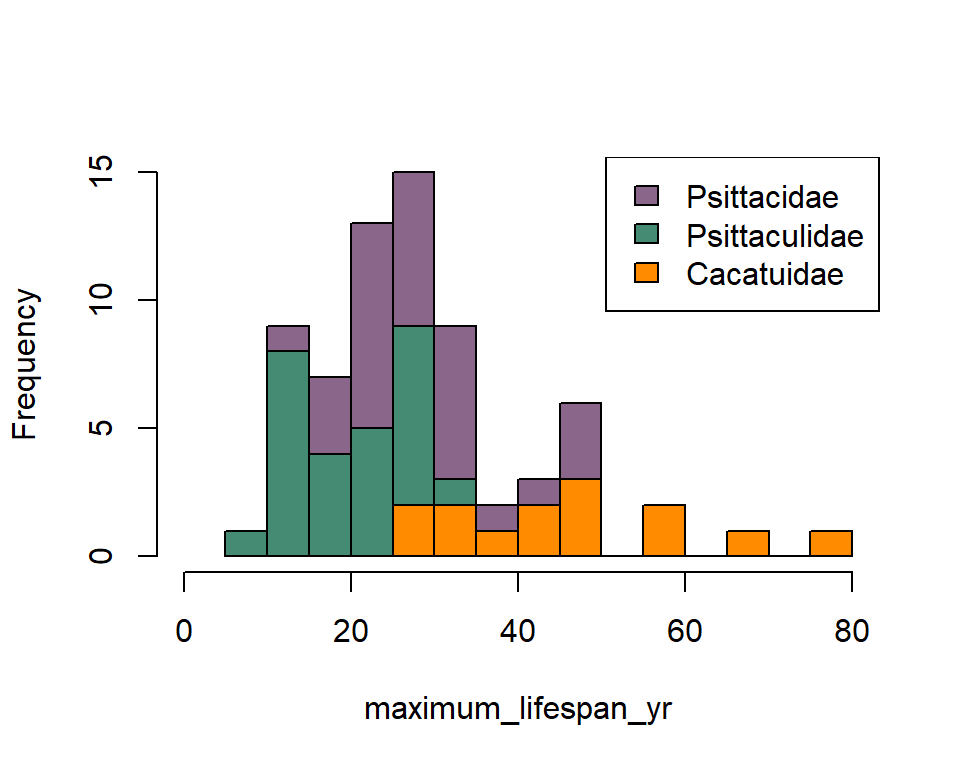 Psittacidae
Psittaculidae
Cacatuidae
Frequency
15
10
5
0
0 20 40 60 80
maximum_lifespan_yr